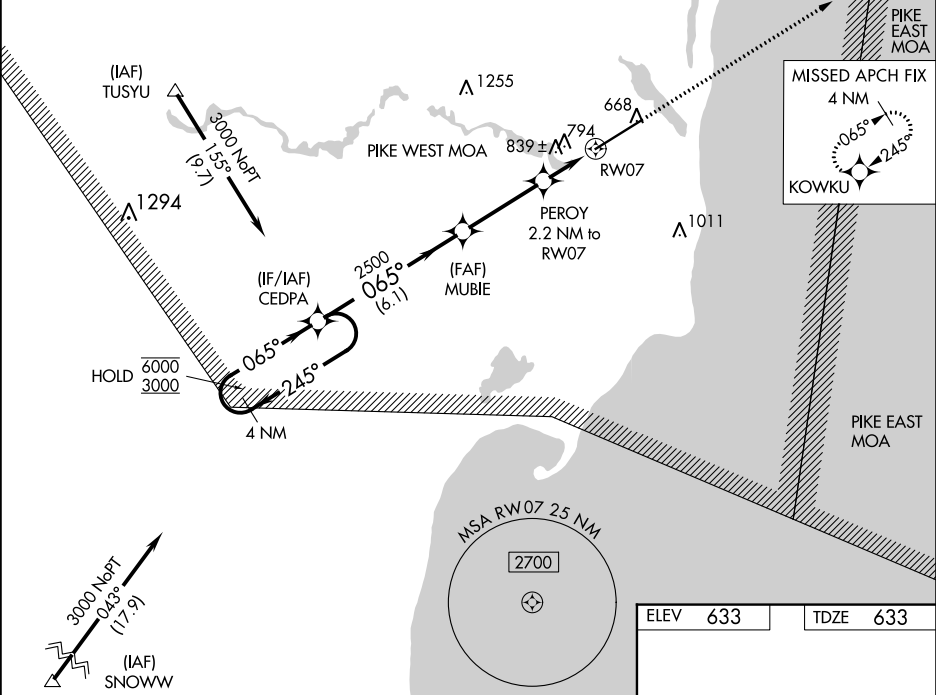 PIKE
EAST
MOA
MISSED APCH FIX
4 NM
065°
245°
KOWKU
(IAF)
TUSYU
3000 NoPT
155°
(9.7)
1255
668
794
839 ±
PIKE WEST MOA
RW07
1294
PEROY
2.2 NM to
RW07
1011
(FAF)
MUBIE
2500
065°
(6.1)
(IF/IAF)
CEDPA
065°
245°
HOLD
6000
3000
4 NM
PIKE EAST
MOA
MSA RW07 25 NM
2700
3000 NoPT
043°
(17.9)
(IAF)
SNOWW
ELEV 633
TDZE 633